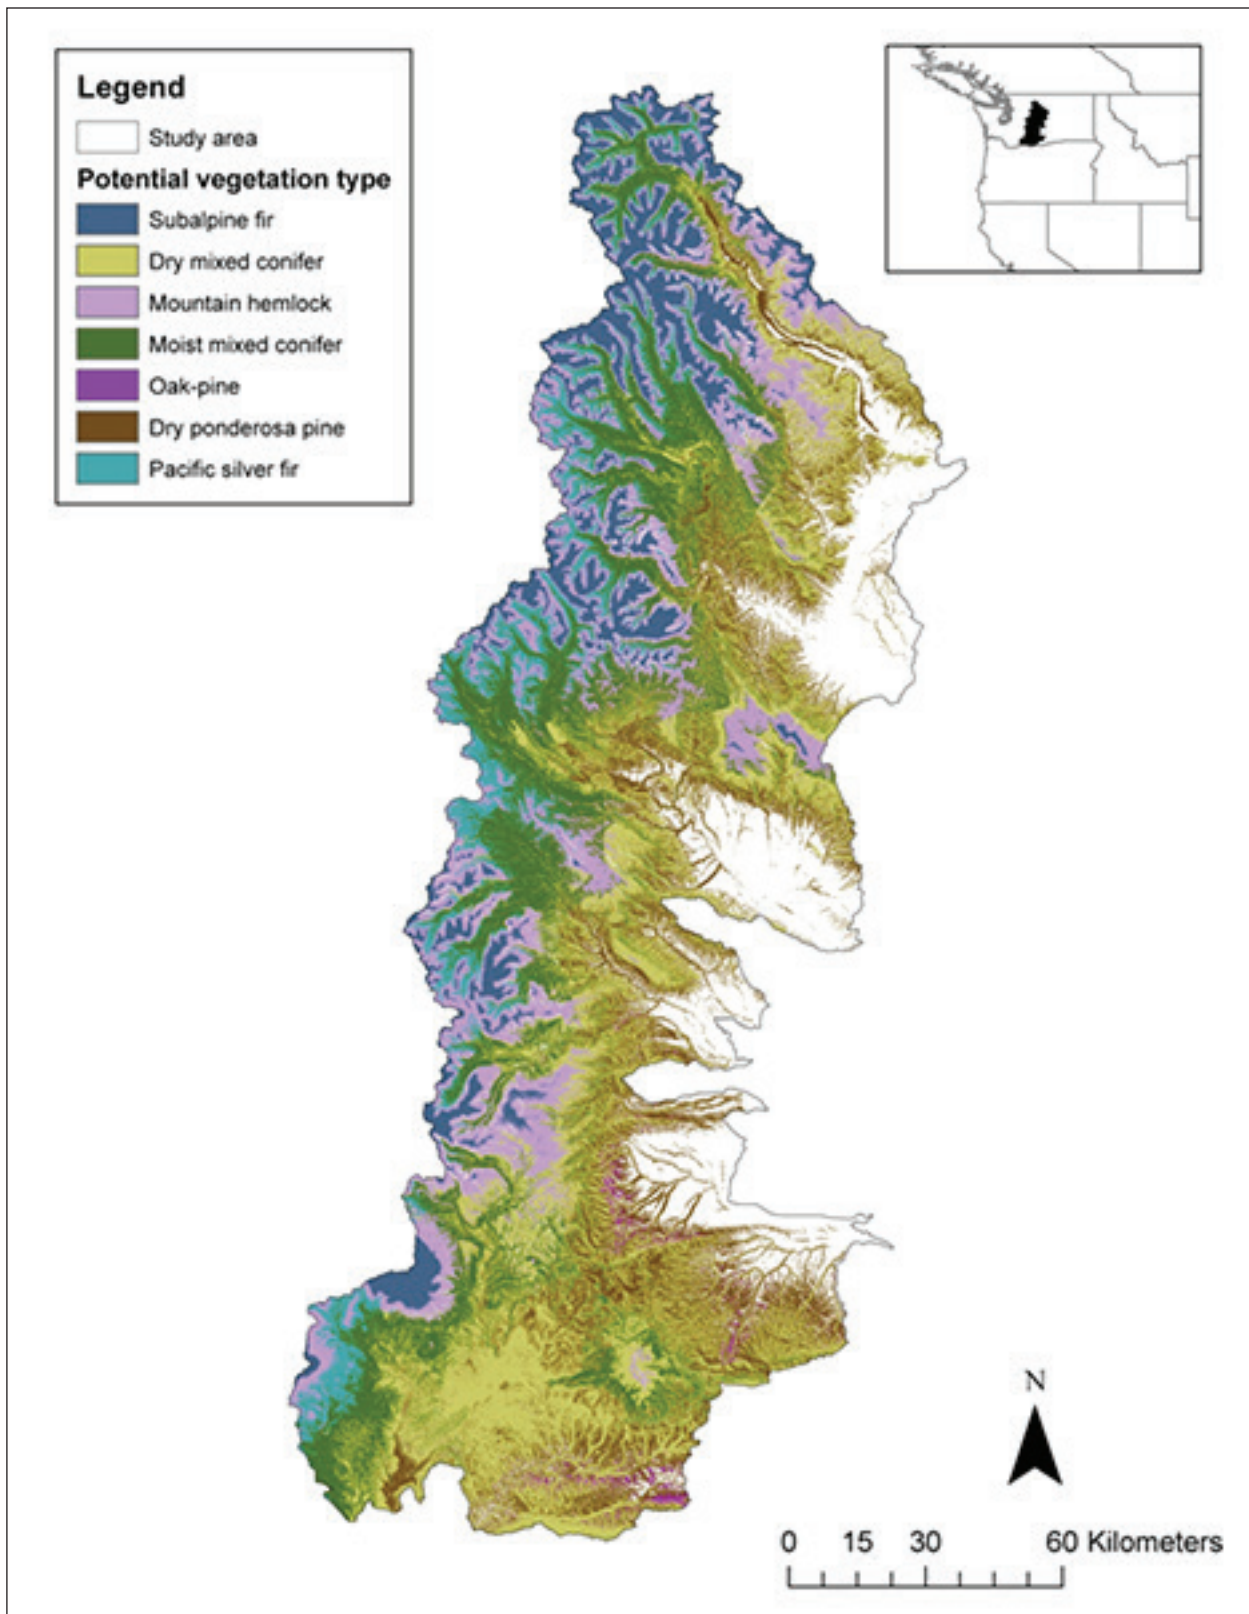 Legend
Study area
Potential vegetation type
Subalpine fir
Dry mixed conifer
Mountain hemlock
Moist mixed conifer
Oak-pine
Dry ponderosa pine
Pacific silver fir
N
0 15 30 60 Kilometers